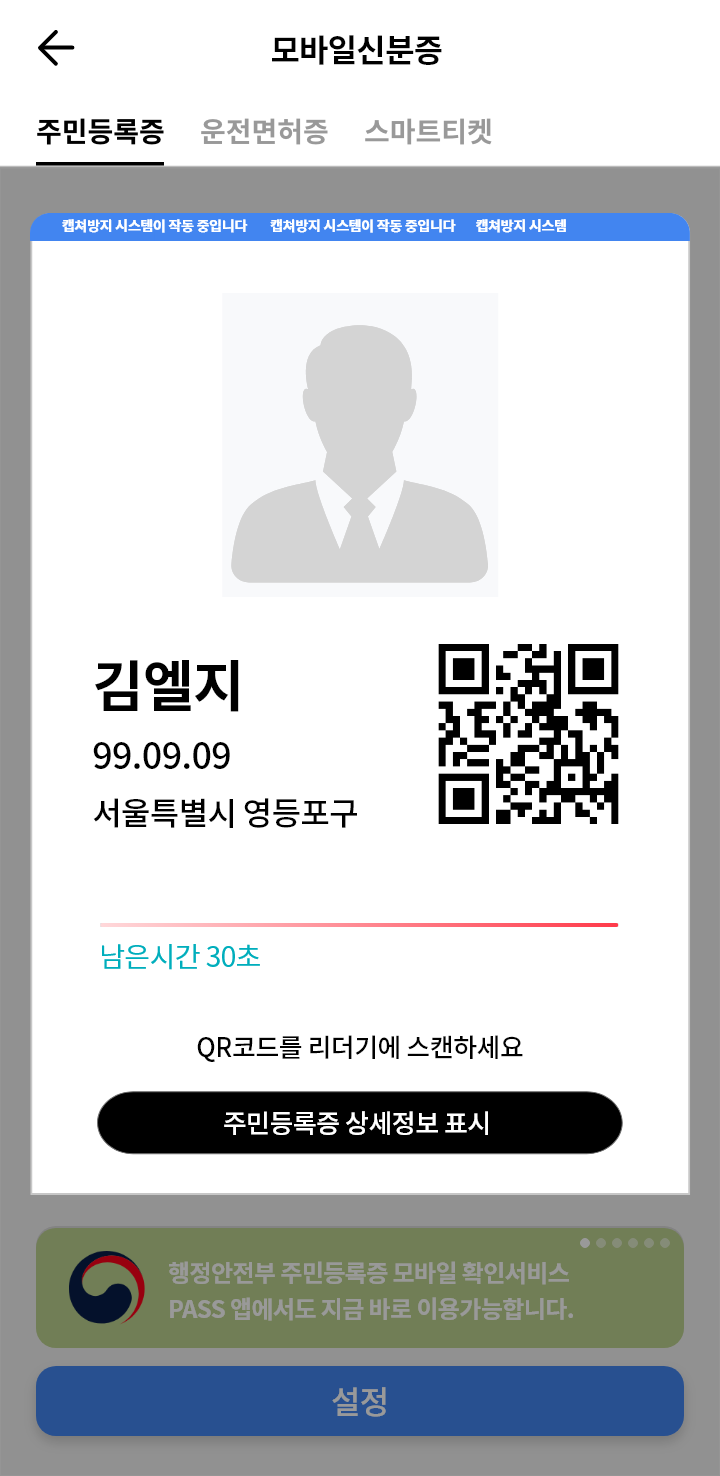 모바일신분증
주민등록증 운전면허증 스마트티켓
캡쳐방지 시스템이 작동 중입니다 캡쳐방지 시스템이 작동 중입니다 캡쳐방지 시스템
김엘지
99.09.09
서울특별시 영등포구
남은시간 30초
QR코드를 리더기에 스캔하세요
주민등록증 상세정보 표시
행정안전부 주민등록증 모바일 확인서비스
PASS 앱에서도 지금 바로 이용가능합니다.
설정